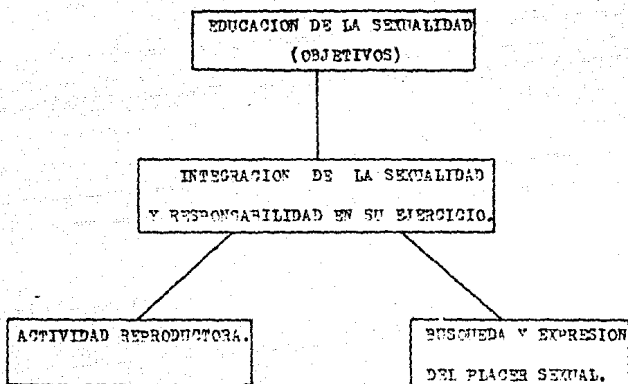 EDUCACION DE LA SEXUALIDAD
(OBJETIVOS)
INTEGRACION DE LA SEXUALIDAD
Y RESPONSABILIDAD EN SU EJERCICIO.
ACTIVIDAD REPRODUCTORA.
BUSQUEDA Y EXPRESION
DEL PLACER SEXUAL.